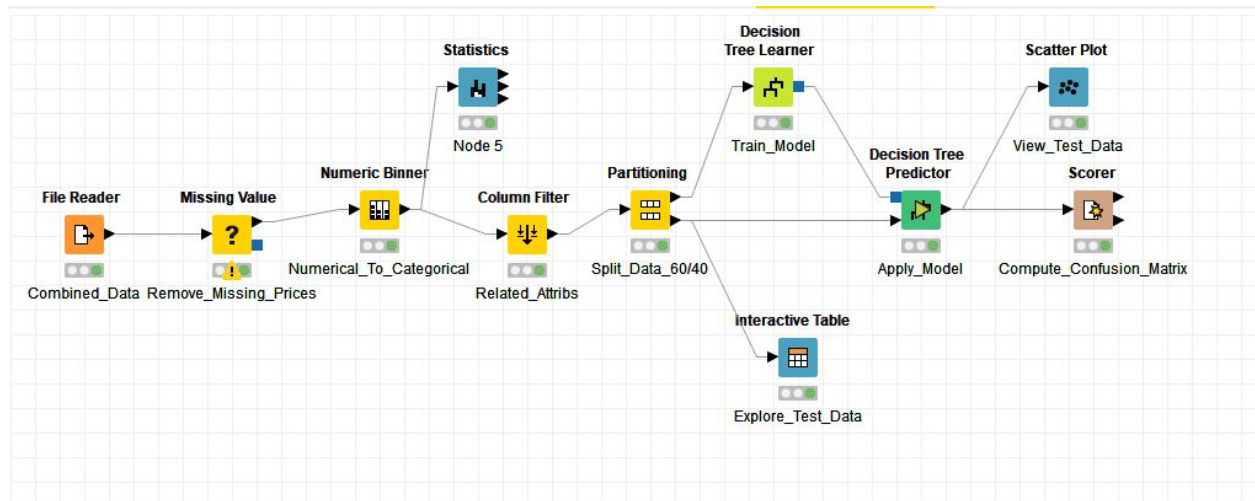 Decision
Tree Learner
Statistics
Scatter Plot
Node 5
Train_Model
View_Test_Data
Decision Tree
Predictor
File Reader
Missing Value
Numeric Binner
Column Filter
Partitioning
Scorer
?
!
Combined_Data
Remove_Missing_Prices
Numerical_To_Categorical
Related_Attribs
Split_Data_60/40
Apply_Model
Compute_Confusion_Matrix
Interactive Table
Explore_Test_Data